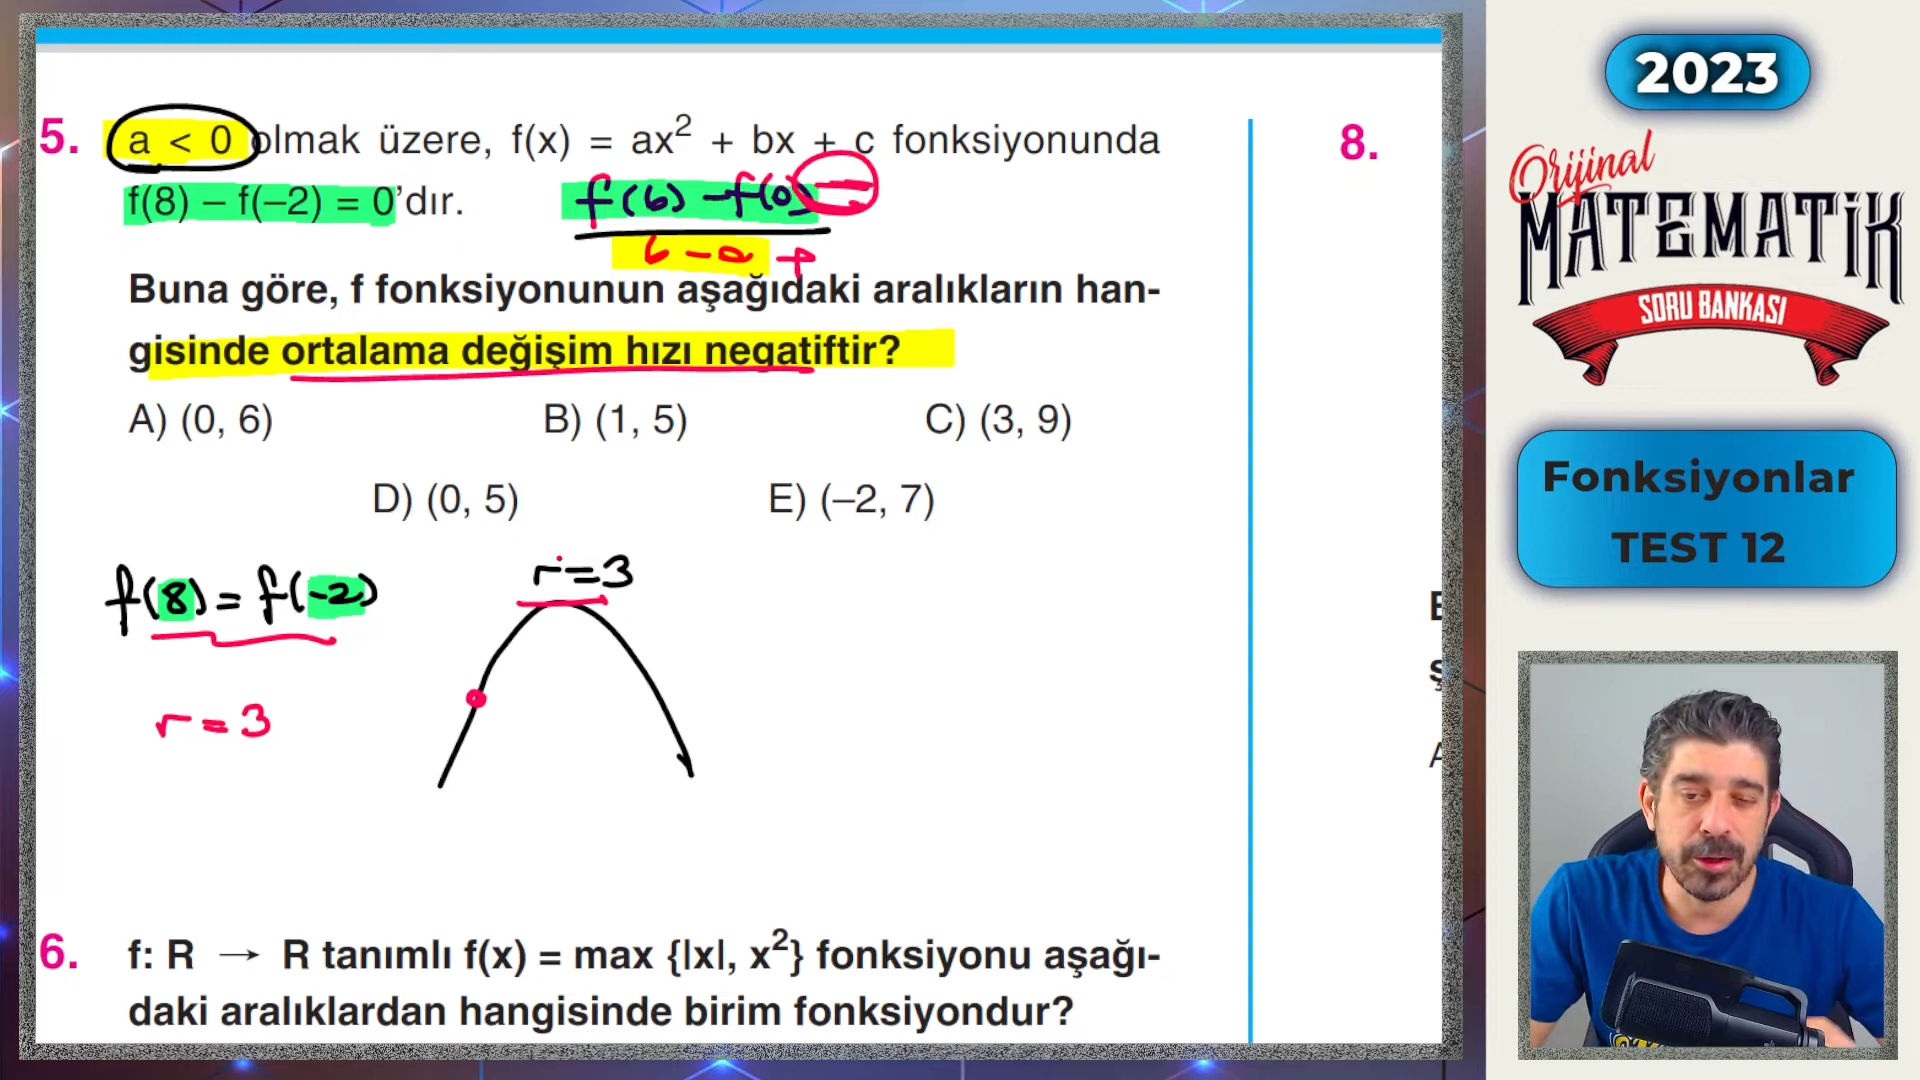 5. a < 0 olmak üzere, f(x) = ax² + bx + c fonksiyonunda
f(8) – f(–2) = 0’dır.
f(6) – f(0)
6 – 0 +
Buna göre, f fonksiyonunun aşağıdaki aralıkların han-
gisinde ortalama değişim hızı negatiftir?
A) (0, 6) B) (1, 5) C) (3, 9)
D) (0, 5) E) (–2, 7)
f(8) = f(-2)
r = 3
r = 3
6. f: R → R tanımlı f(x) = max {|x|, x²} fonksiyonu aşağı-
daki aralıklardan hangisinde birim fonksiyondur?
8.
2023
Orijinal
MATEMATİK
SORU BANKASI
Fonksiyonlar
TEST 12